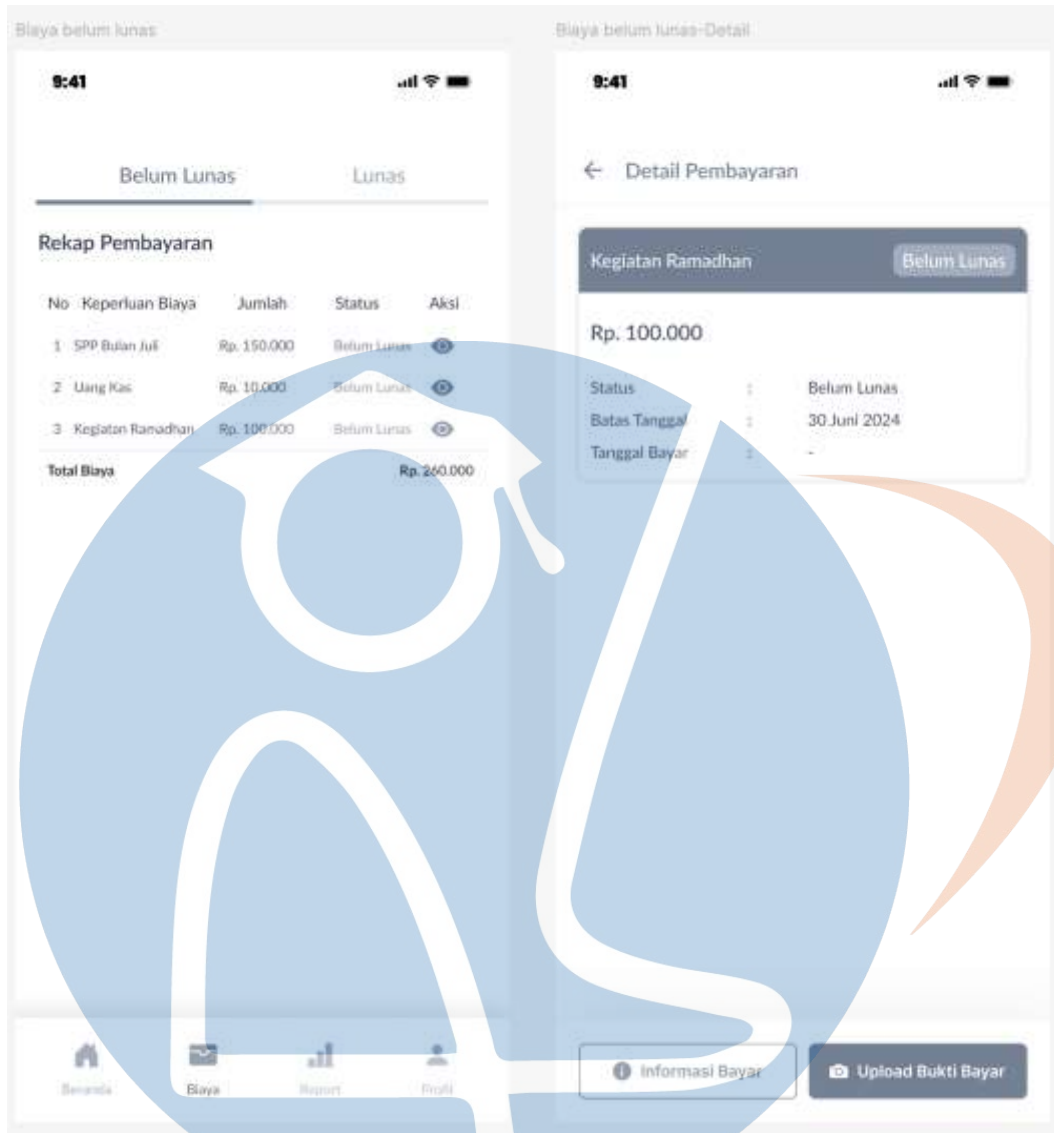 Biaya belum lunas
9:41
Belum Lunas Lunas
Rekap Pembayaran
No Keperluan Biaya Jumlah Status Aksi
1 SPP Bulan Juli Rp. 150.000 Belum Lunas
2 Uang Kas Rp. 10.000 Belum Lunas
3 Kegiatan Ramadhan Rp. 100.000 Belum Lunas
Total Biaya Rp. 260.000
Beranda Biaya Report Profil
Biaya belum lunas-Detail
9:41
← Detail Pembayaran
Kegiatan Ramadhan Belum Lunas
Rp. 100.000
Status : Belum Lunas
Batas Tanggal : 30 Juni 2024
Tanggal Bayar : -
Informasi Bayar Upload Bukti Bayar